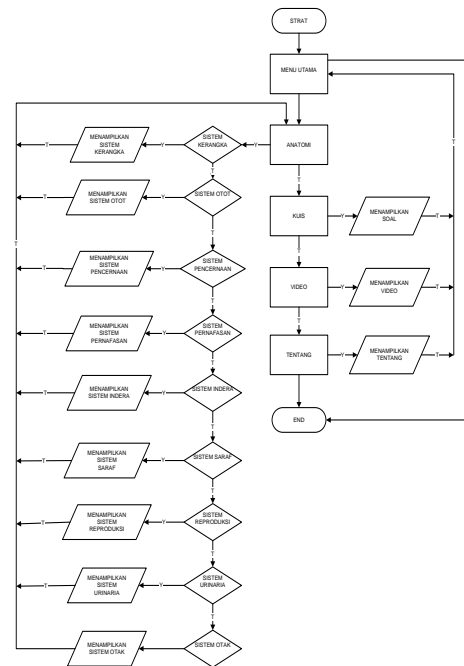 STRAT
MENU UTAMA
ANATOMI
Y
SISTEM
KERANGKA
Y
MENAMPILKAN
SISTEM
KERANGKA
T
T
T
T
T
SISTEM OTOT
Y
MENAMPILKAN
SISTEM OTOT
T
T
KUIS
Y
MENAMPILKAN
SOAL
T
T
SISTEM
PENCERNAAN
Y
MENAMPILKAN
SISTEM
PENCERNAAN
T
T
VIDEO
Y
MENAMPILKAN
VIDEO
T
T
SISTEM
PERNAFASAN
Y
MENAMPILKAN
SISTEM
PERNAFASAN
T
T
TENTANG
Y
MENAMPILKAN
TENTANG
T
T
SISTEM INDERA
Y
MENAMPILKAN
SISTEM INDERA
T
T
END
SISTEM SARAF
Y
MENAMPILKAN
SISTEM
SARAF
T
T
SISTEM
REPRODUKSI
Y
MENAMPILKAN
SISTEM
REPRODUKSI
T
T
SISTEM
URINARIA
Y
MENAMPILKAN
SISTEM
URINARIA
T
T
SISTEM OTAK
MENAMPILKAN
SISTEM OTAK